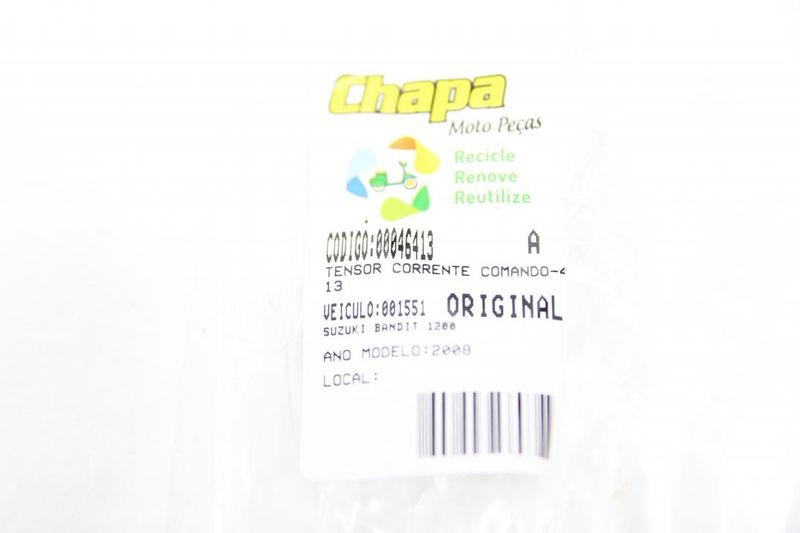 Chapa
Moto Peças
Recicle
Renove
Reutilize
CODIGO:00046413 A
TENSOR CORRENTE COMANDO-4
13
VEICULO:001551 ORIGINAL
SUZUKI BANDIT 1200
ANO MODELO:2008
LOCAL: